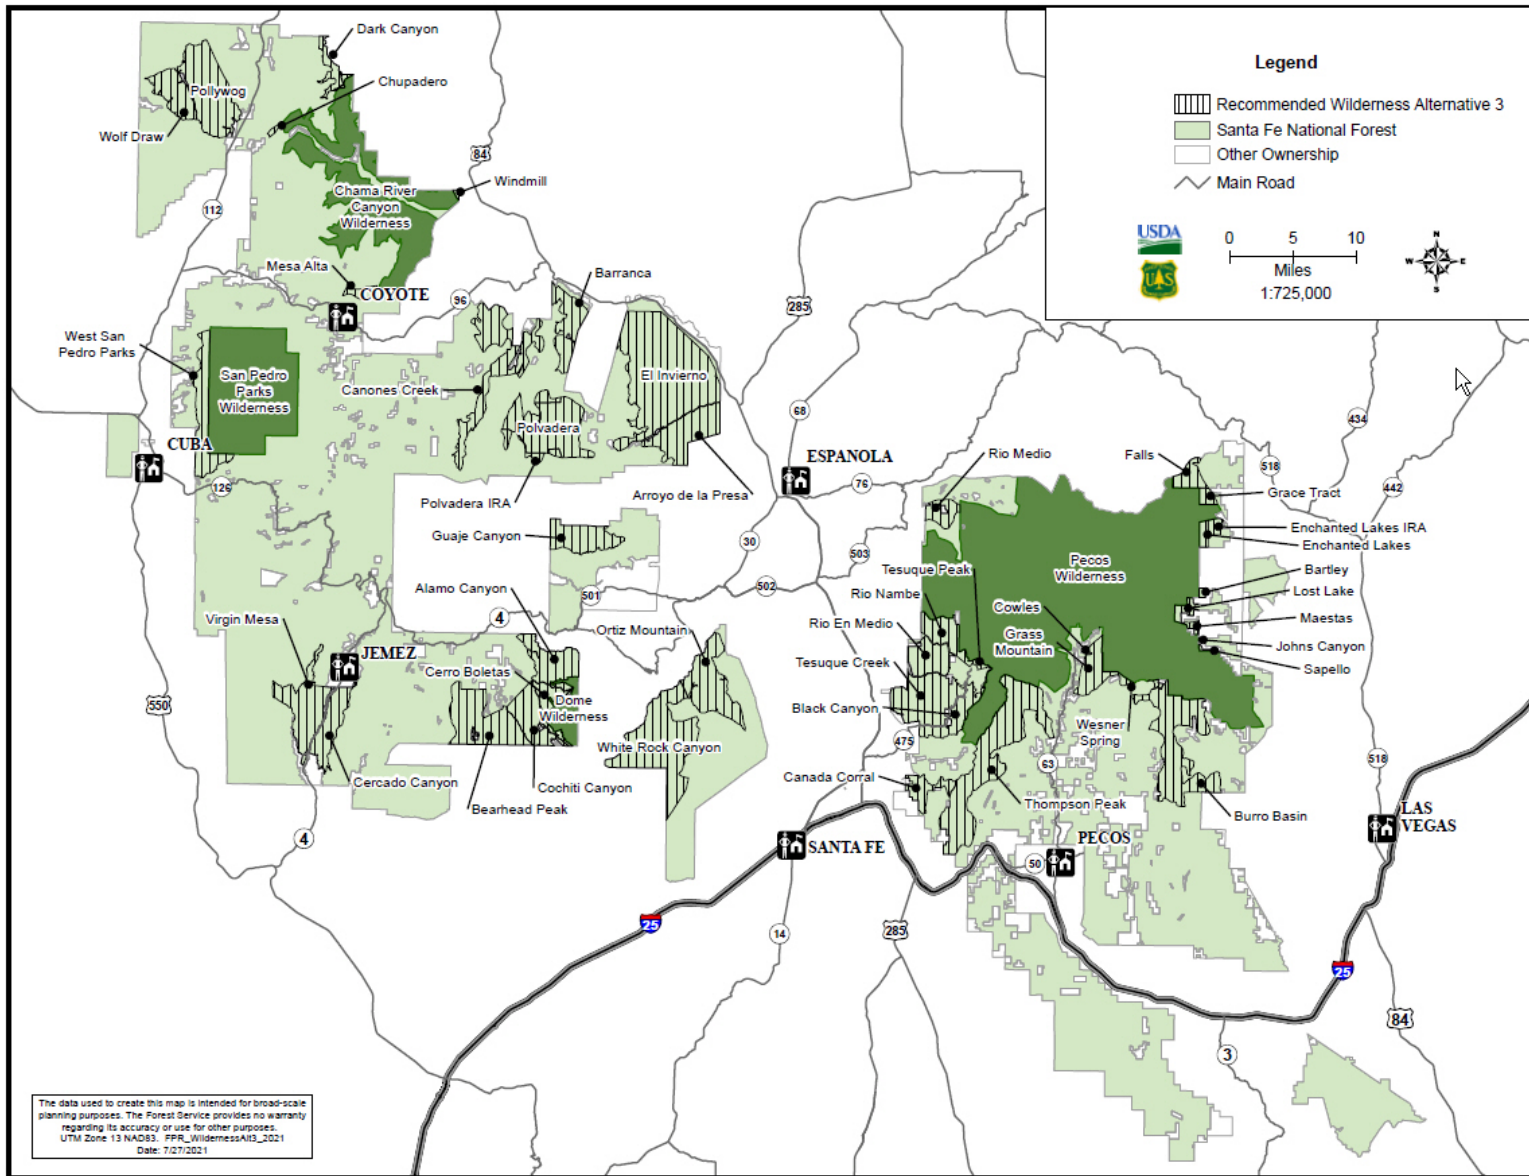 Legend
Recommended Wilderness Alternative 3
Santa Fe National Forest
Other Ownership
Main Road
USDA
UAS
0 5 10
Miles
1:725,000
N
W E
S
Dark Canyon
Chupadero
Pollywog
Wolf Draw
84
Windmill
Chama River
Canyon
Wilderness
112
Mesa Alta
COYOTE
96
Barranca
285
West San
Pedro Parks
San Pedro
Parks
Wilderness
Canones Creek
El Invierno
Polvadera
68
434
CUBA
126
Polvadera IRA
Arroyo de la Presa
ESPANOLA
76
Rio Medio
Falls
518
Grace Tract
442
Guaje Canyon
30
503
Enchanted Lakes IRA
Enchanted Lakes
Alamo Canyon
501
502
Tesuque Peak
Pecos
Wilderness
Bartley
Lost Lake
Rio Nambe
Cowles
Maestas
4
Virgin Mesa
Ortiz Mountain
Rio En Medio
Grass
Mountain
Johns Canyon
Sapello
JEMEZ
Cerro Boletas
Tesuque Creek
Dome
Wilderness
550
Black Canyon
Wesner
Spring
White Rock Canyon
475
63
518
Cercado Canyon
Cochiti Canyon
Bearhead Peak
Canada Corral
Thompson Peak
Burro Basin
4
SANTA FE
PECOS
50
LAS
VEGAS
25
14
285
25
84
3
The data used to create this map is intended for broad-scale
planning purposes. The Forest Service provides no warranty
regarding its accuracy or use for other purposes.
UTM Zone 13 NAD83. FPR_WildernessAlt3_2021
Date: 7/27/2021